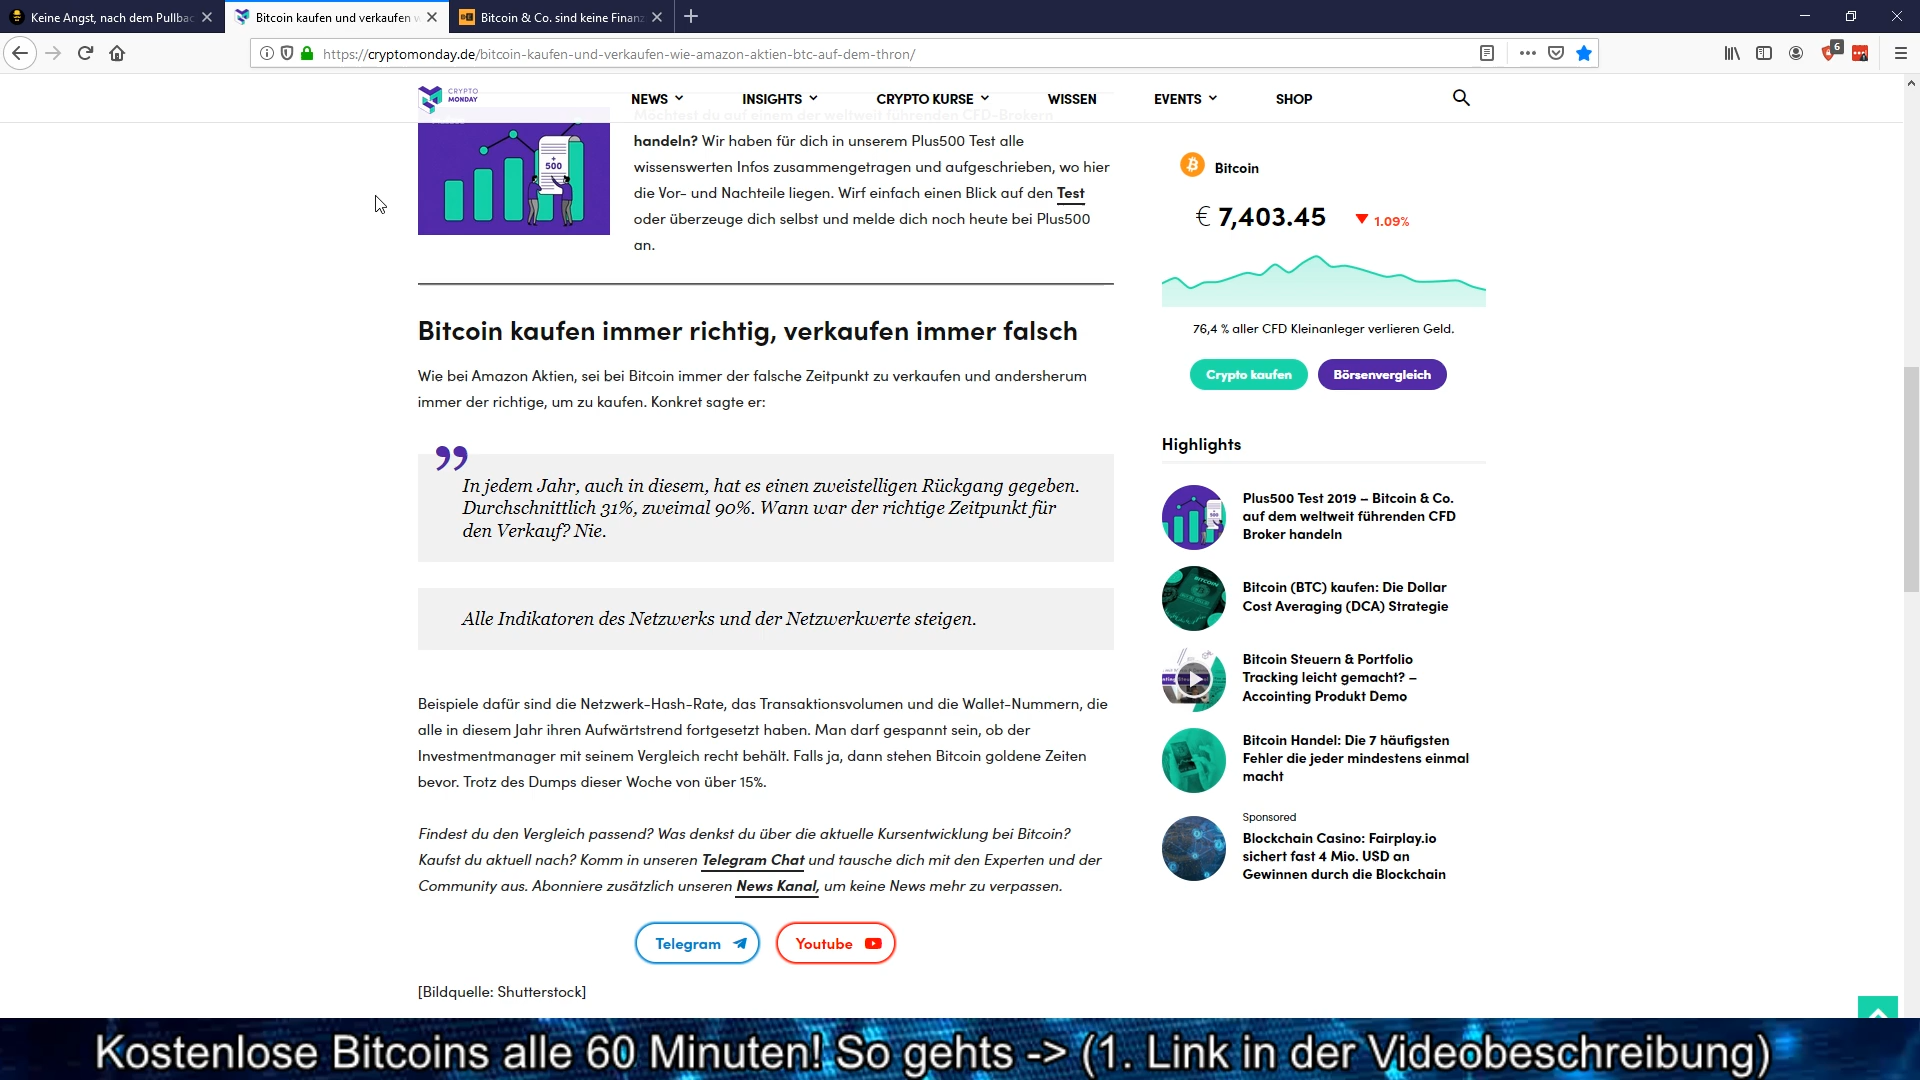 Keine Angst, nach dem Pullbac
Bitcoin kaufen und verkaufen w
Bitcoin & Co. sind keine Finanz
https://cryptomonday.de/bitcoin-kaufen-und-verkaufen-wie-amazon-aktien-btc-auf-dem-thron/
6
CRYPTO
MONDAY
NEWS
INSIGHTS
CRYPTO KURSE
WISSEN
EVENTS
SHOP
Möchtest du auf einem der weltweit führenden CFD-Brokern
handeln? Wir haben für dich in unserem Plus500 Test alle
wissenswerten Infos zusammengetragen und aufgeschrieben, wo hier
die Vor- und Nachteile liegen. Wirf einfach einen Blick auf den Test
oder überzeuge dich selbst und melde dich noch heute bei Plus500
an.
+
500
Bitcoin kaufen immer richtig, verkaufen immer falsch
Wie bei Amazon Aktien, sei bei Bitcoin immer der falsche Zeitpunkt zu verkaufen und andersherum
immer der richtige, um zu kaufen. Konkret sagte er:
”
In jedem Jahr, auch in diesem, hat es einen zweistelligen Rückgang gegeben.
Durchschnittlich 31%, zweimal 90%. Wann war der richtige Zeitpunkt für
den Verkauf? Nie.
Alle Indikatoren des Netzwerks und der Netzwerkwerte steigen.
Beispiele dafür sind die Netzwerk-Hash-Rate, das Transaktionsvolumen und die Wallet-Nummern, die
alle in diesem Jahr ihren Aufwärtstrend fortgesetzt haben. Man darf gespannt sein, ob der
Investmentmanager mit seinem Vergleich recht behält. Falls ja, dann stehen Bitcoin goldene Zeiten
bevor. Trotz des Dumps dieser Woche von über 15%.
Findest du den Vergleich passend? Was denkst du über die aktuelle Kursentwicklung bei Bitcoin?
Kaufst du aktuell nach? Komm in unseren Telegram Chat und tausche dich mit den Experten und der
Community aus. Abonniere zusätzlich unseren News Kanal, um keine News mehr zu verpassen.
Telegram
Youtube
[Bildquelle: Shutterstock]
Bitcoin
€ 7,403.45
1.09%
76,4 % aller CFD Kleinanleger verlieren Geld.
Crypto kaufen
Börsenvergleich
Highlights
Plus500 Test 2019 – Bitcoin & Co.
auf dem weltweit führenden CFD
Broker handeln
Bitcoin (BTC) kaufen: Die Dollar
Cost Averaging (DCA) Strategie
Bitcoin Steuern & Portfolio
Tracking leicht gemacht? –
Accointing Produkt Demo
Bitcoin Handel: Die 7 häufigsten
Fehler die jeder mindestens einmal
macht
Sponsored
Blockchain Casino: Fairplay.io
sichert fast 4 Mio. USD an
Gewinnen durch die Blockchain
Kostenlose Bitcoins alle 60 Minuten! So gehts -> (1. Link in der Videobeschreibung)